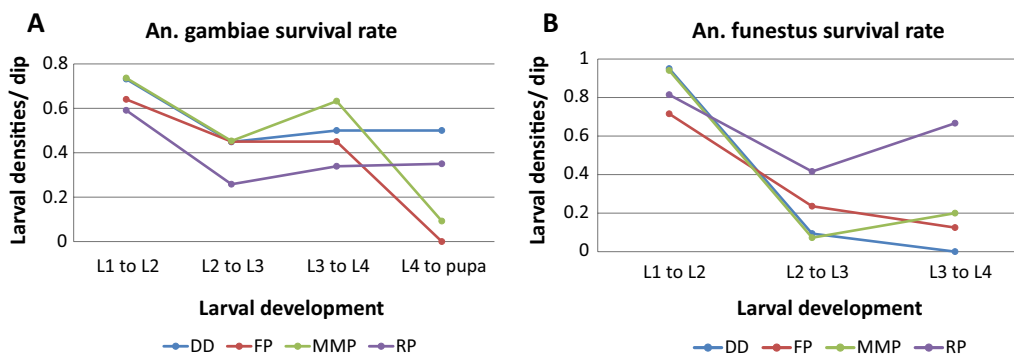 A
An. gambiae survival rate
Larval densities/ dip
0.8
0.6
0.4
0.2
0
L1 to L2
L2 to L3
L3 to L4
L4 to pupa
Larval development
DD
FP
MMP
RP
B
An. funestus survival rate
Larval densities/ dip
1
0.8
0.6
0.4
0.2
0
L1 to L2
L2 to L3
L3 to L4
Larval development
DD
FP
MMP
RP